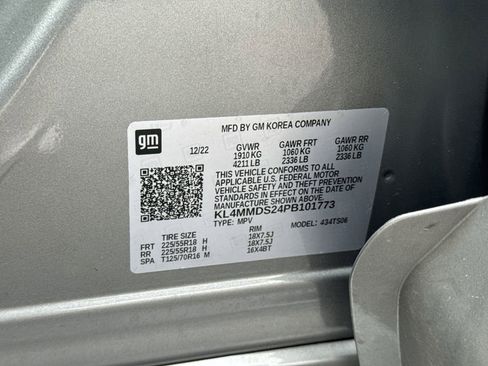 gm
MFD BY GM KOREA COMPANY
12/22 GVWR GAWR FRT GAWR RR
1910 KG 1060 KG 1060 KG
4211 LB 2336 LB 2336 LB
THIS VEHICLE CONFORMS TO ALL
APPLICABLE U.S. FEDERAL MOTOR
VEHICLE SAFETY AND THEFT PREVENTION
STANDARDS IN EFFECT ON THE DATE OF
MANUFACTURE SHOWN ABOVE.
KL4MMDS24PB101773
TYPE: MPV MODEL: 434TS06
TIRE SIZE RIM
FRT 225/55R18 H 18X7.5J
RR 225/55R18 H 18X7.5J
SPA T125/70R16 M 16X4BT